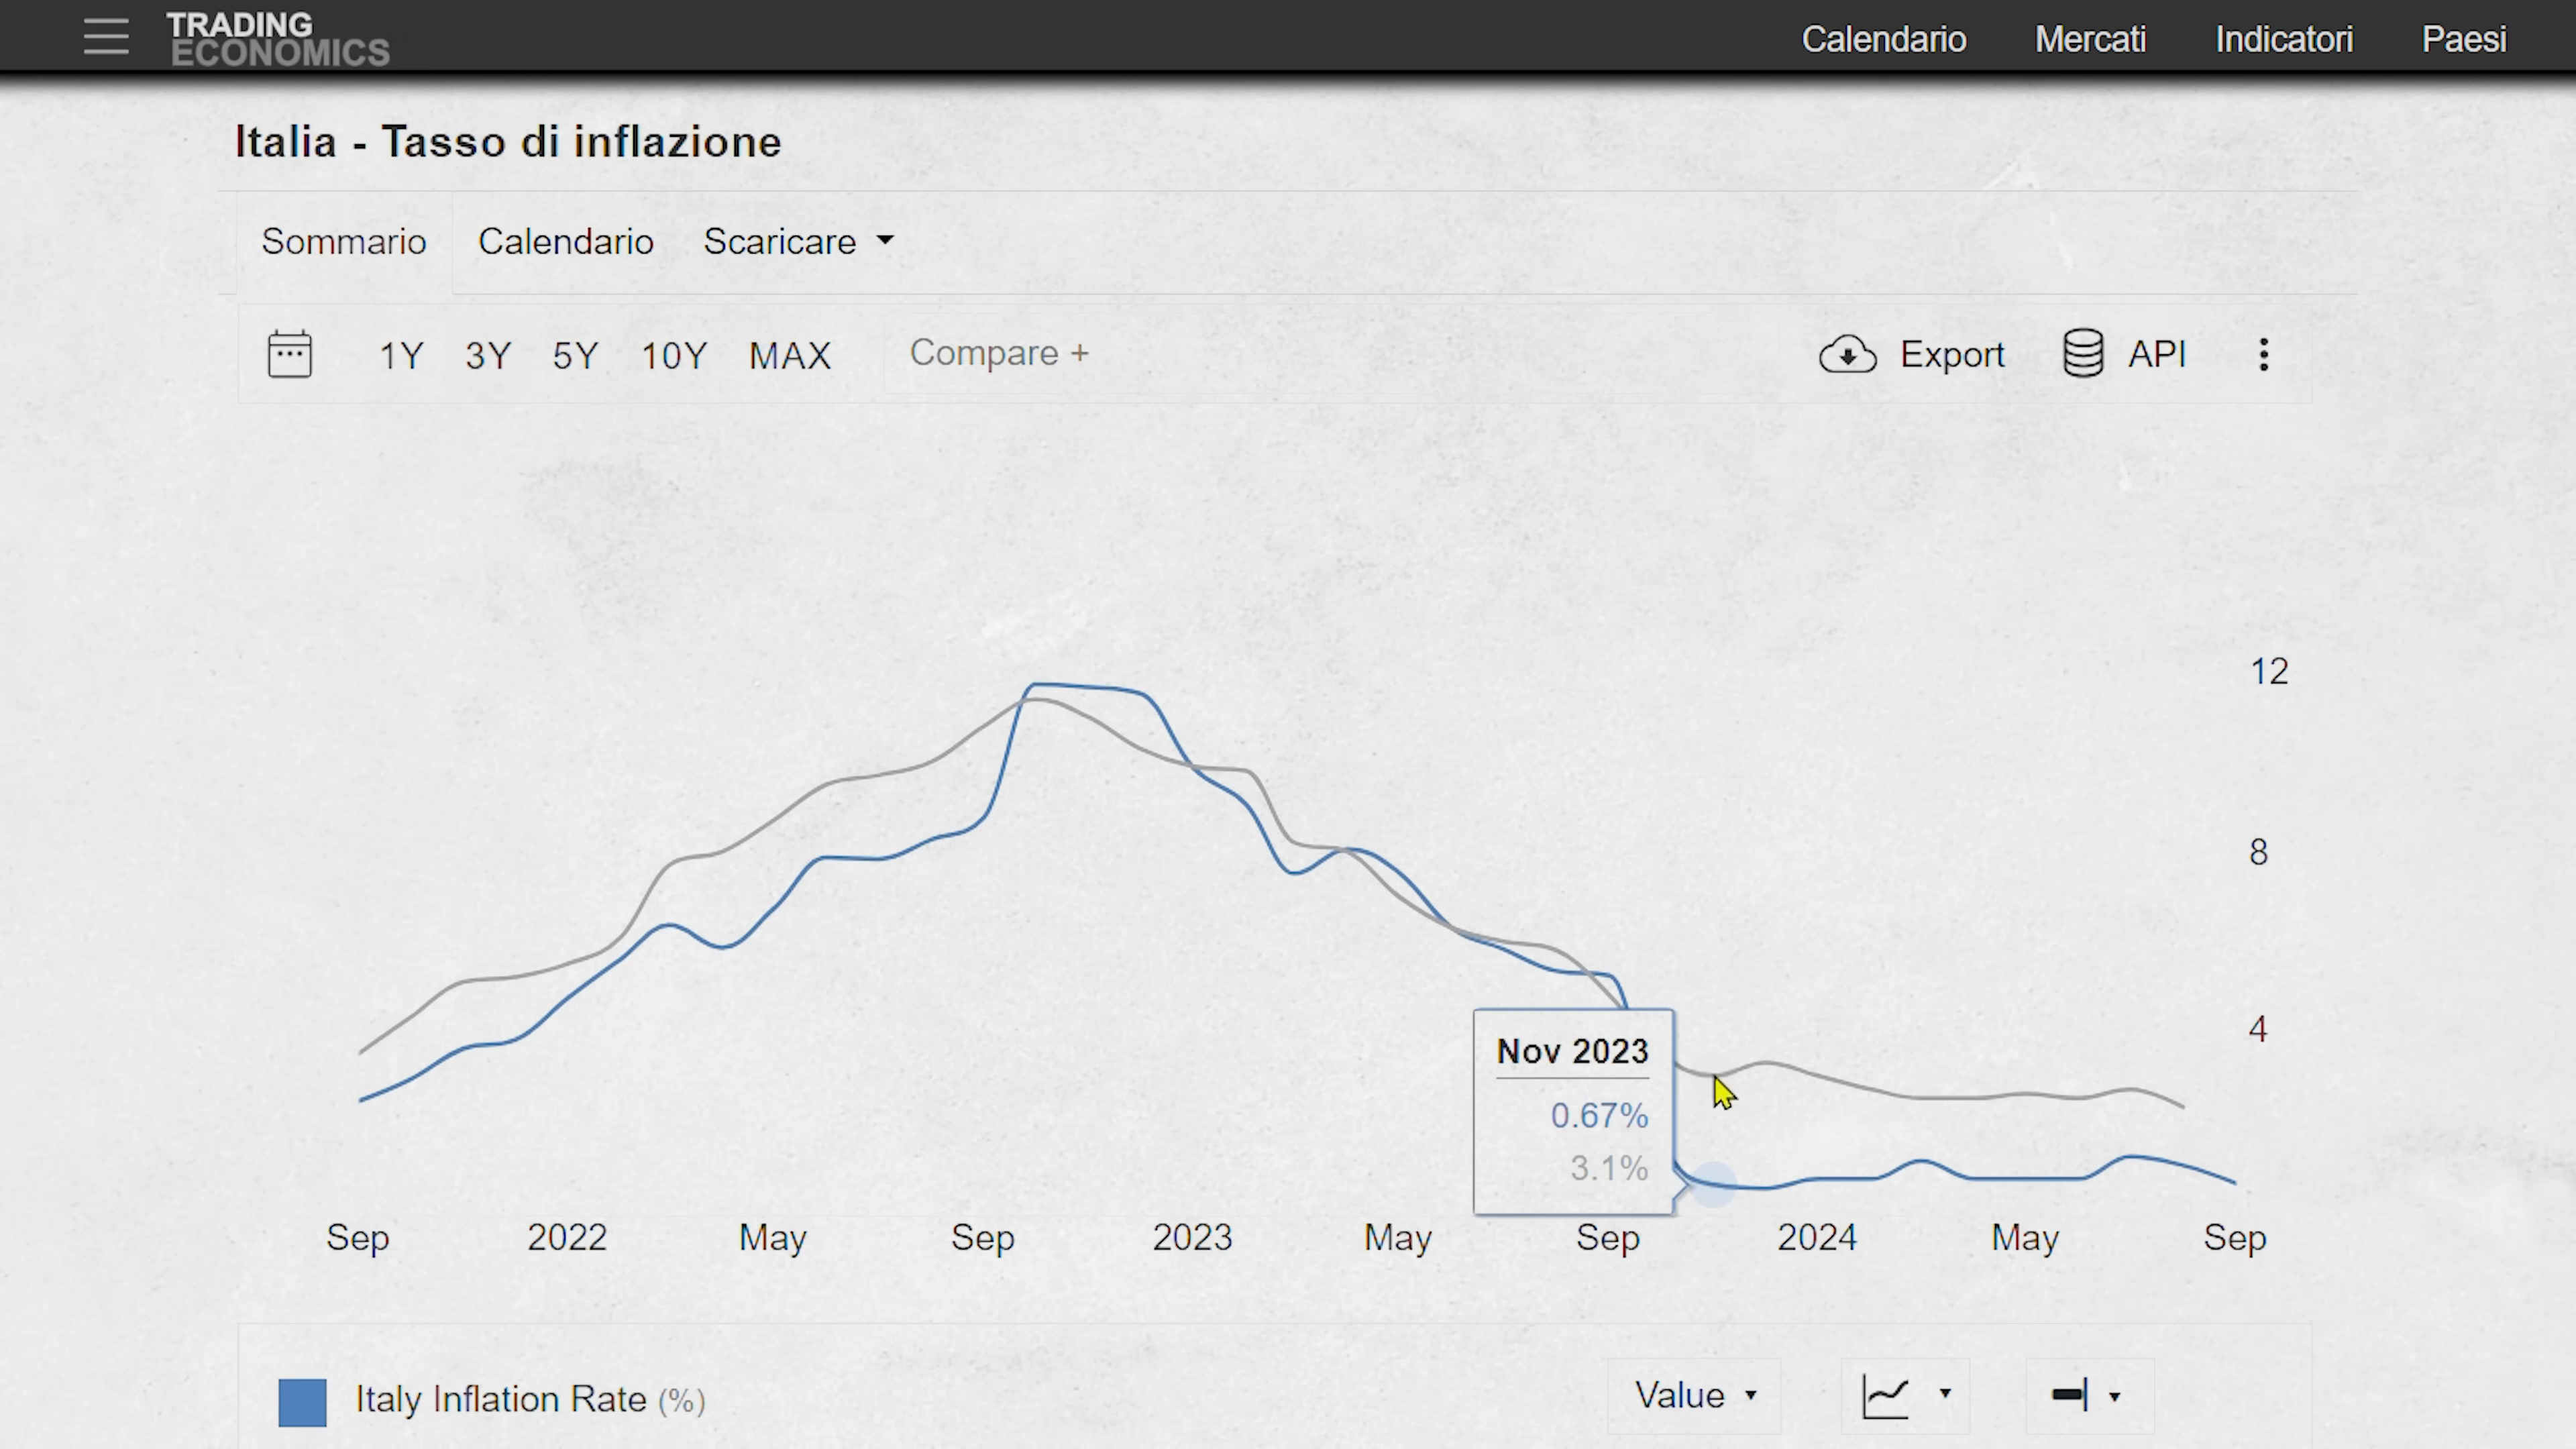 TRADING
ECONOMICS
Calendario Mercati Indicatori Paesi
Italia - Tasso di inflazione
Sommario Calendario Scaricare
1Y 3Y 5Y 10Y MAX Compare + Export API
12
8
4
Nov 2023
0.67%
3.1%
Sep 2022 May Sep 2023 May Sep 2024 May Sep
Italy Inflation Rate (%) Value